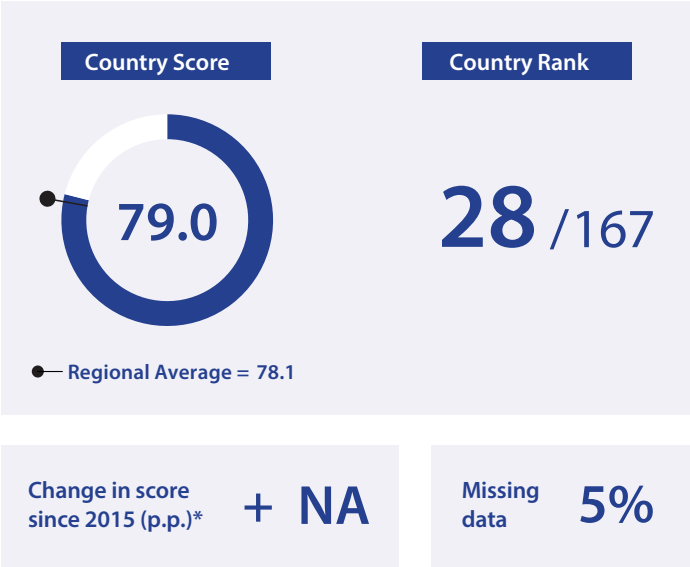 Country Score
Country Rank
79.0
28 /167
Regional Average = 78.1
Change in score
since 2015 (p.p.)*
+ NA
Missing
data
5%